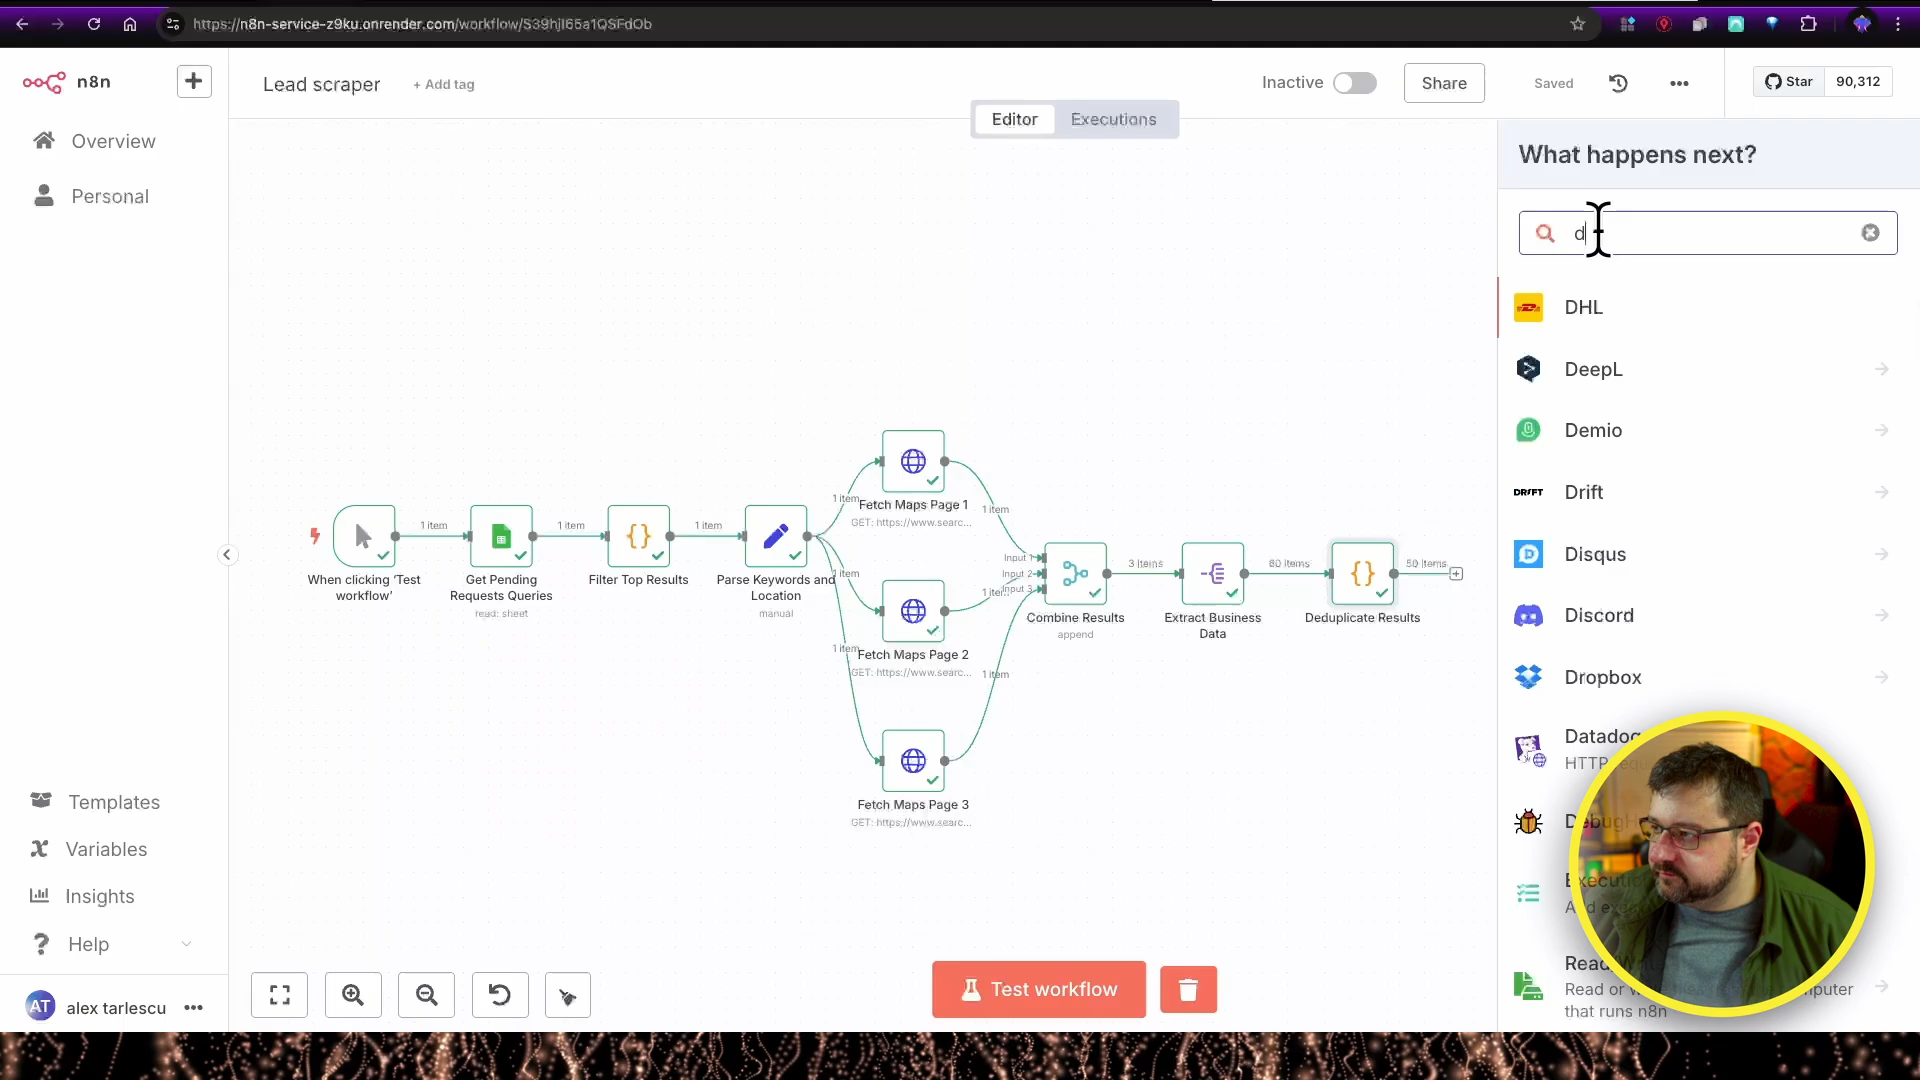 https://n8n-service-z9ku.onrender.com/workflow/
n8n
Lead scraper
+ Add tag
Inactive
Share
Saved
Star
90,312
Editor
Executions
Overview
Personal
What happens next?
d
DHL
DeepL
Demio
Drift
Disqus
Discord
Dropbox
HTTP
Read or
that runs n8n
1 item
1 item
1 item
1 item
1 item
1 item
1 item
1 item
Input 1
Input 2
Input 3
3 items
50 items
When clicking ‘Test
workflow’
Get Pending
Requests Queries
read: sheet
Filter Top Results
Parse Keywords and
Location
manual
Fetch Maps Page 1
GET: https://www.searc...
Fetch Maps Page 2
GET: https://www.searc...
Fetch Maps Page 3
GET: https://www.searc...
Combine Results
append
Extract Business
Data
Deduplicate Results
Templates
Variables
Insights
Help
AT
alex tarlescu
Test workflow